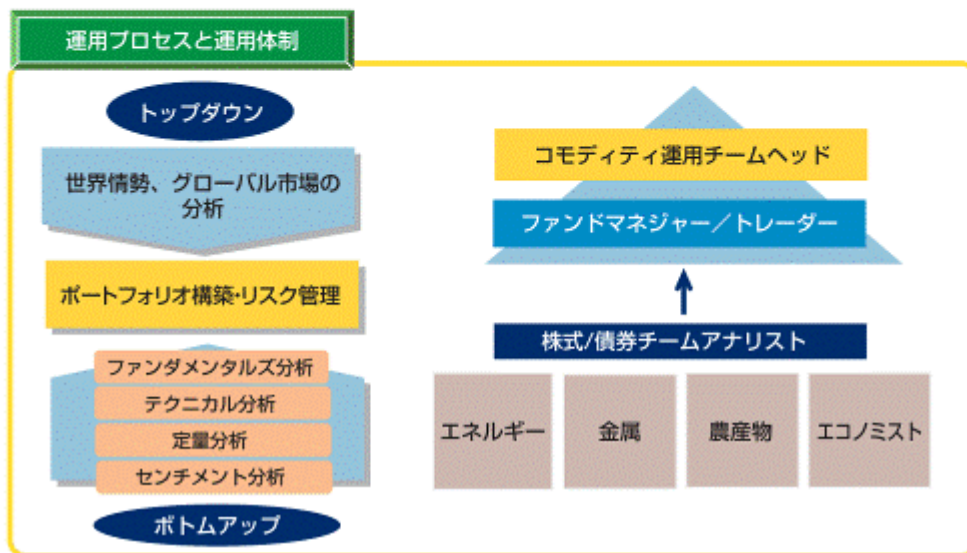 運用プロセスと運用体制
トップダウン
世界情勢、グローバル市場の
分析
ポートフォリオ構築・リスク管理
ファンダメンタルズ分析
テクニカル分析
定量分析
センチメント分析
ボトムアップ
コモディティ運用チームヘッド
ファンドマネジャー／トレーダー
株式/債券チームアナリスト
エネルギー
金属
農産物
エコノミスト